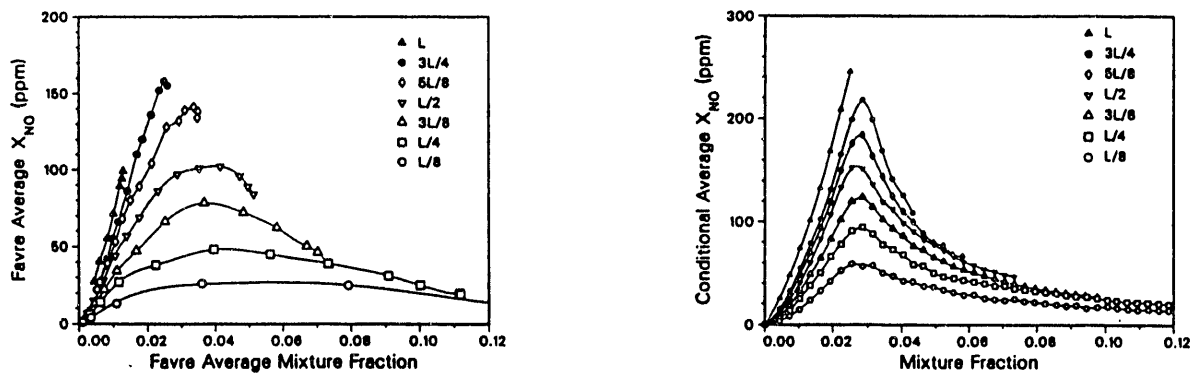 200
150
100
50
0
Favre Average X_NO (ppm)
L
3L/4
5L/8
L/2
3L/8
L/4
L/8
0.00 0.02 0.04 0.06 0.08 0.10 0.12
Favre Average Mixture Fraction
300
200
100
0
Conditional Average X_NO (ppm)
L
3L/4
5L/8
L/2
3L/8
L/4
L/8
0.00 0.02 0.04 0.06 0.08 0.10 0.12
Mixture Fraction